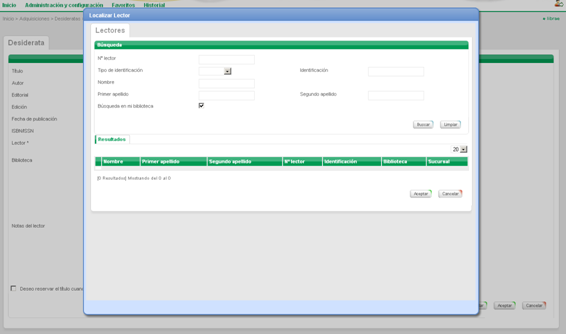 Inicio Administración y configuración Favoritos Historial
Inicio > Adquisiciones > Desiderata
Localizar Lector
Lectores
Búsqueda
Nº lector
Tipo de identificación
Identificación
Nombre
Primer apellido
Segundo apellido
Búsqueda en mi biblioteca
Buscar
Limpiar
Resultados
20
Nombre Primer apellido Segundo apellido Nº lector Identificación Biblioteca Sucursal
[0 Resultados] Mostrando del 0 al 0
Aceptar
Cancelar
Desiderata
Título
Autor
Editorial
Edición
Fecha de publicación
ISBN/ISSN
Lector *
Biblioteca
Notas del lector
Deseo reservar el título cuan
Aceptar
Cancelar